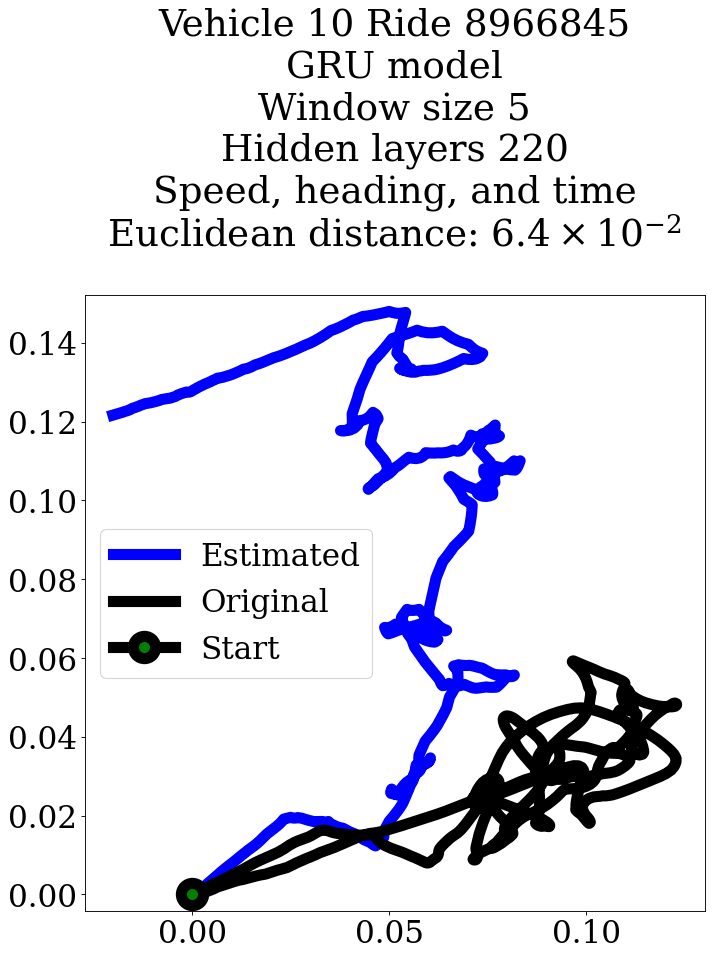 Vehicle 10 Ride 8966845
GRU model
Window size 5
Hidden layers 220
Speed, heading, and time
Euclidean distance: 6.4 × 10⁻²
0.14
0.12
0.10
0.08
0.06
0.04
0.02
0.00
Estimated
Original
Start
0.00 0.05 0.10